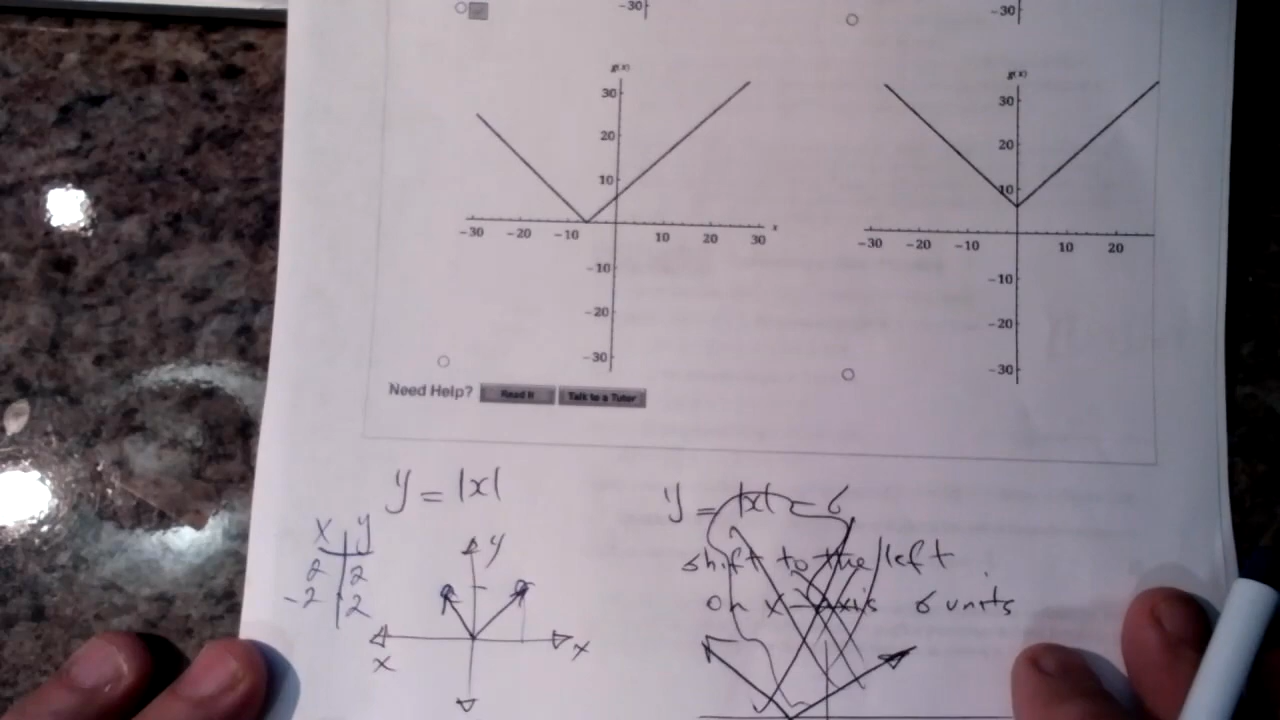 -30
-30
g(x)
30
20
10
-30 -20 -10 10 20 30 x
-10
-20
-30
g(x)
30
20
10
-30 -20 -10 10 20
-10
-20
-30
Need Help? Read It Talk to a Tutor
y = |x|
x y
2 2
-2 2
y
x x
y = |x| - 6
shift to the left
on x-axis 6 units